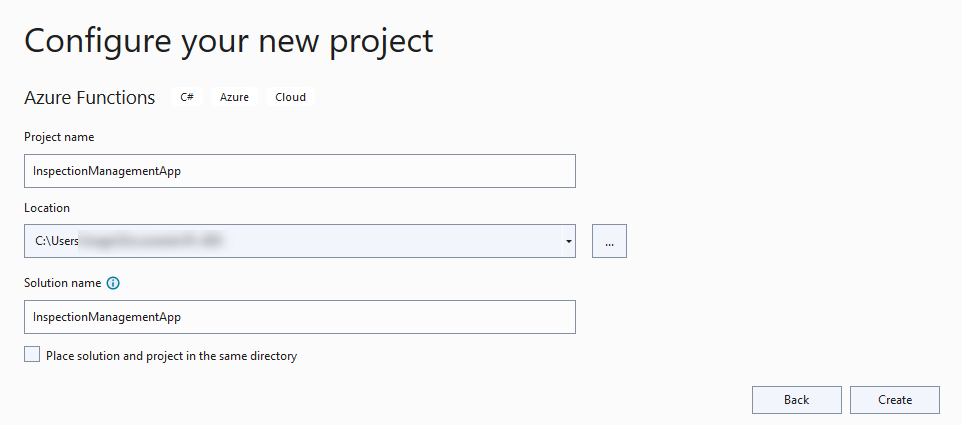 Configure your new project
Azure Functions C# Azure Cloud
Project name
InspectionManagementApp
Location
C:\Users
...
Solution name
InspectionManagementApp
Place solution and project in the same directory
Back Create